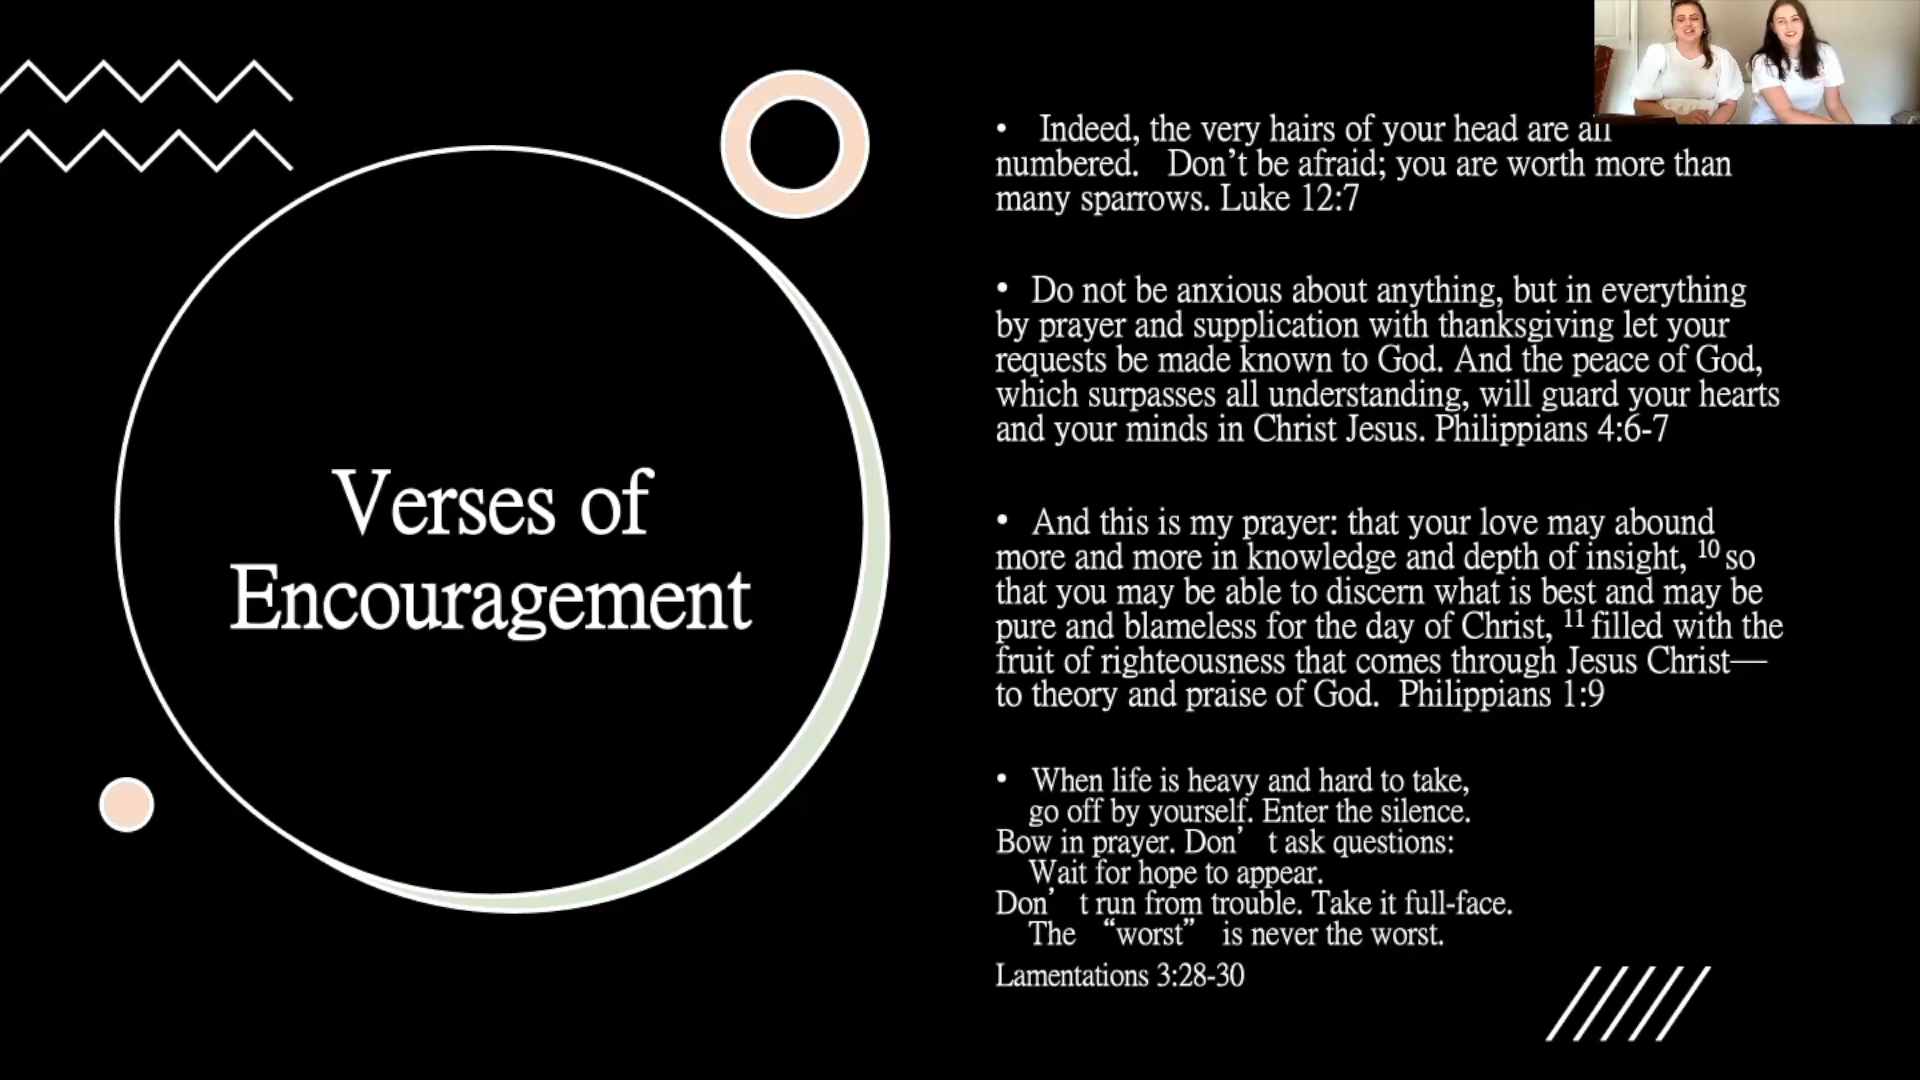 Verses of
Encouragement
• Indeed, the very hairs of your head are all
numbered. Don’t be afraid; you are worth more than
many sparrows. Luke 12:7
• Do not be anxious about anything, but in everything
by prayer and supplication with thanksgiving let your
requests be made known to God. And the peace of God,
which surpasses all understanding, will guard your hearts
and your minds in Christ Jesus. Philippians 4:6-7
• And this is my prayer: that your love may abound
more and more in knowledge and depth of insight, ¹⁰ so
that you may be able to discern what is best and may be
pure and blameless for the day of Christ, ¹¹ filled with the
fruit of righteousness that comes through Jesus Christ—
to theory and praise of God. Philippians 1:9
• When life is heavy and hard to take,
go off by yourself. Enter the silence.
Bow in prayer. Don’ t ask questions:
Wait for hope to appear.
Don’ t run from trouble. Take it full-face.
The “worst” is never the worst.
Lamentations 3:28-30